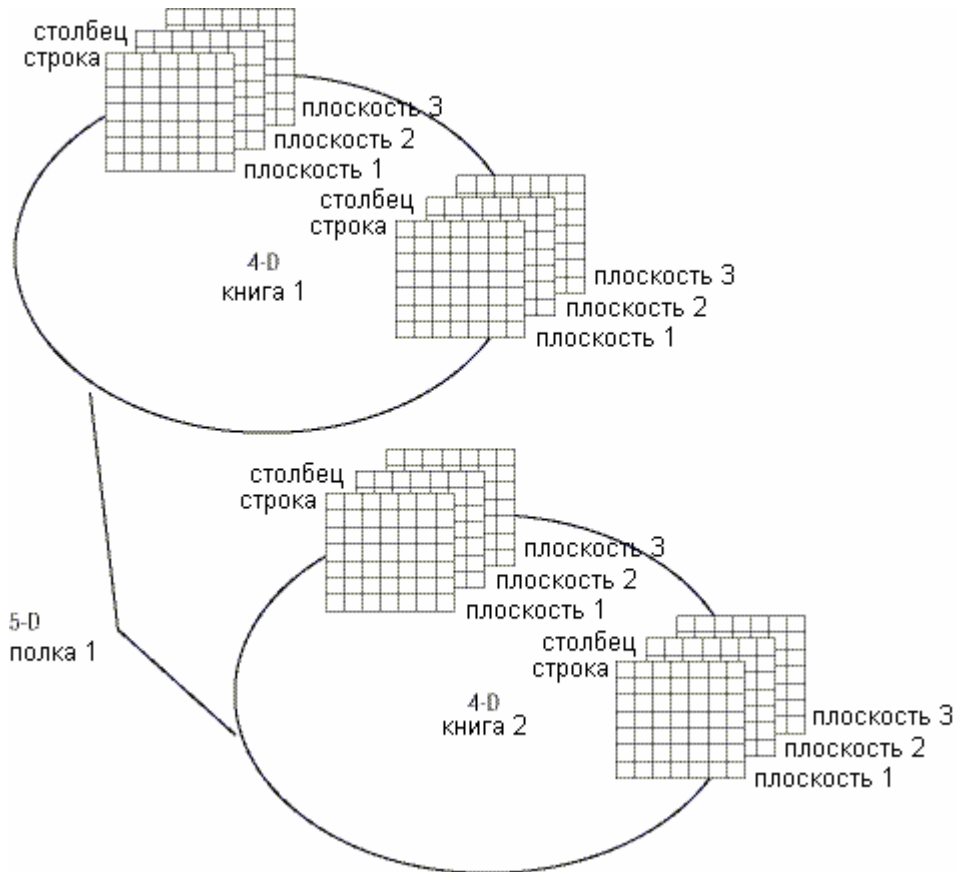 столбец
строка
плоскость 3
плоскость 2
плоскость 1
столбец
строка
4-D
книга 1
плоскость 3
плоскость 2
плоскость 1
столбец
строка
плоскость 3
плоскость 2
плоскость 1
5-D
полка 1
столбец
строка
4-D
книга 2
плоскость 3
плоскость 2
плоскость 1